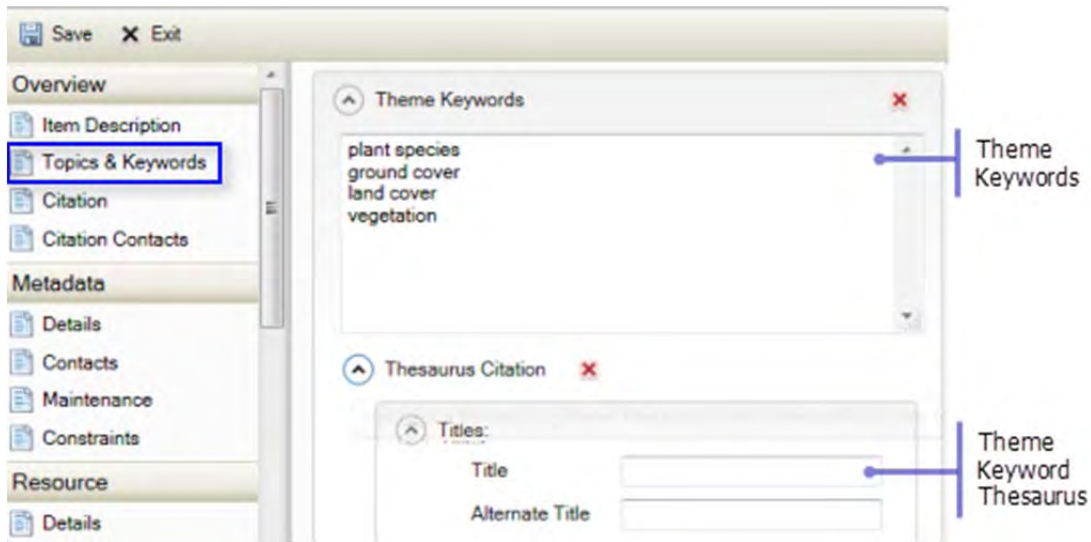 Save Exit
Overview
Item Description
Topics & Keywords
Citation
Citation Contacts
Metadata
Details
Contacts
Maintenance
Constraints
Resource
Details
Theme Keywords
plant species
ground cover
land cover
vegetation
Thesaurus Citation
Titles:
Title
Alternate Title
Theme
Keywords
Theme
Keyword
Thesaurus